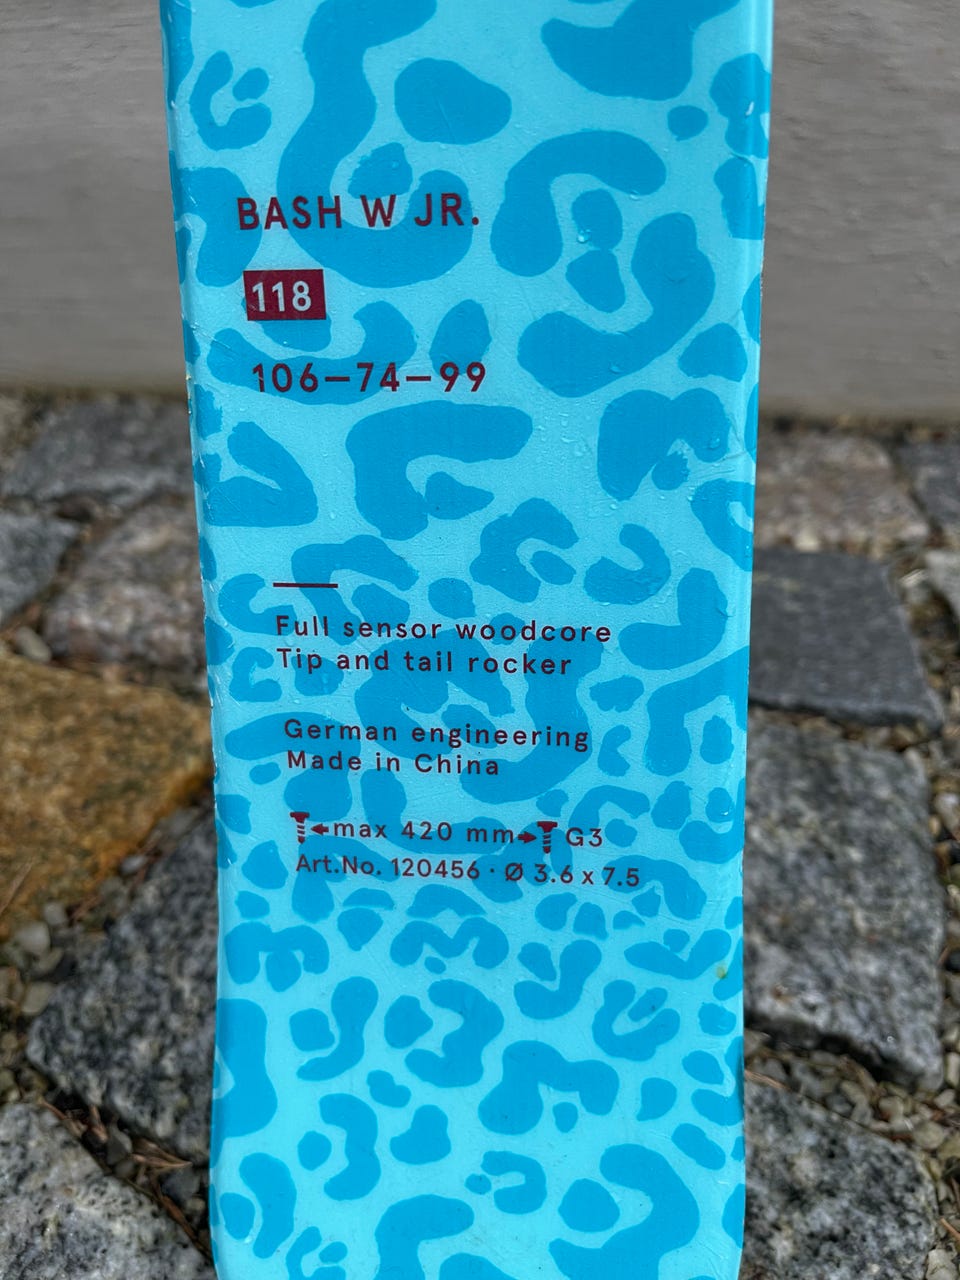 BASH W JR.
118
106–74–99
Full sensor woodcore
Tip and tail rocker
German engineering
Made in China
max 420 mm G3
Art.No. 120456 · Ø 3.6 x 7.5